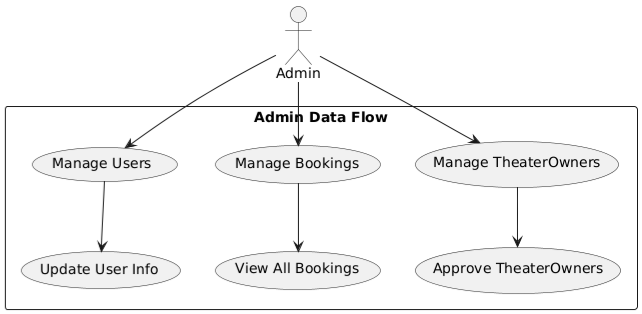 Admin
Admin Data Flow
Manage Users
Manage Bookings
Manage TheaterOwners
Update User Info
View All Bookings
Approve TheaterOwners